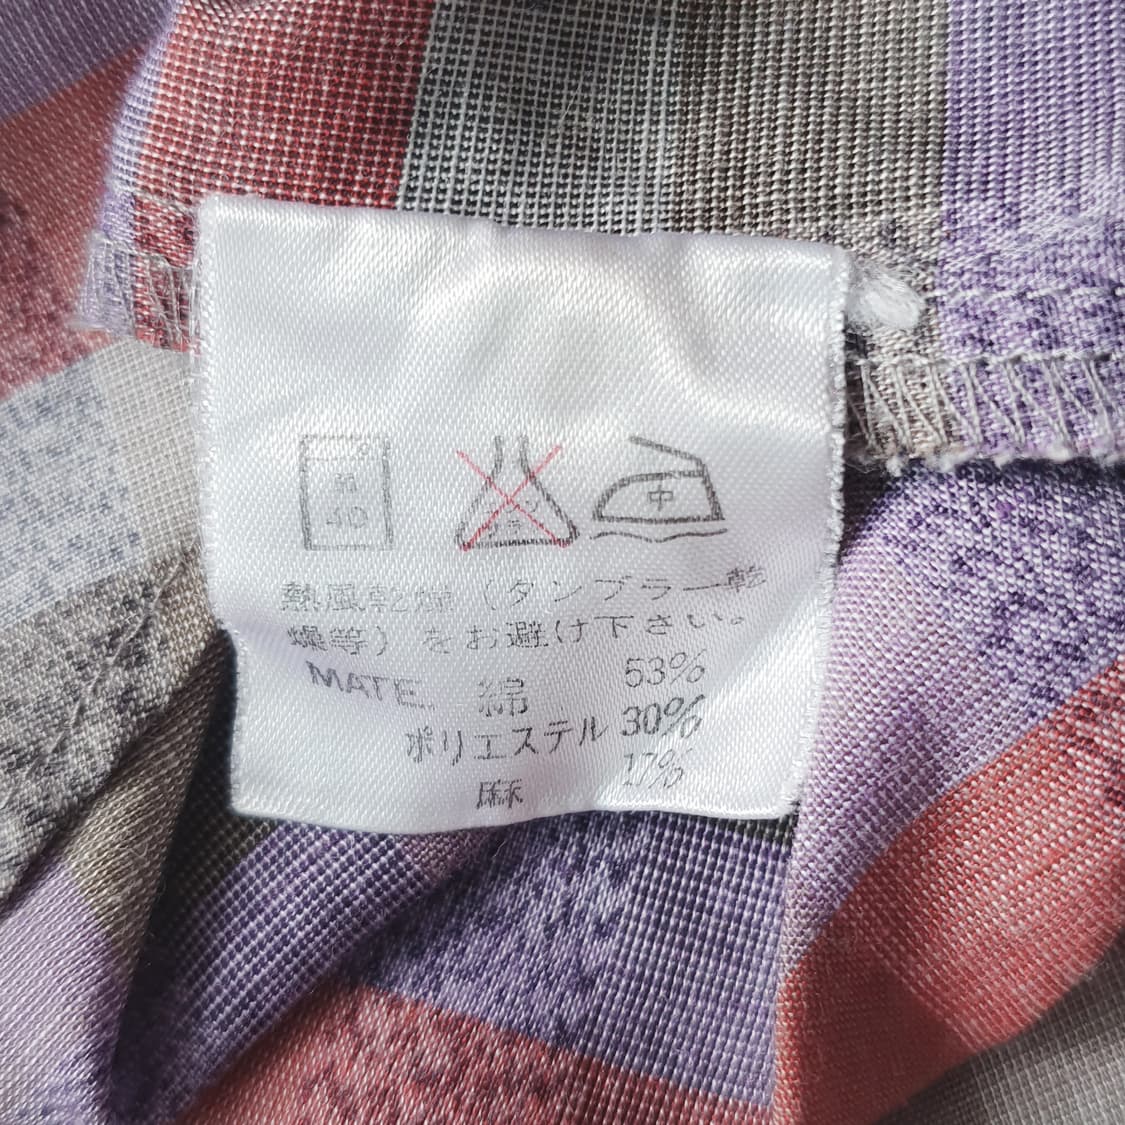 弱
40
中
熱風乾燥（タンブラー乾
燥等）をお避け下さい。
MATE. 綿 53%
ポリエステル 30%
麻 17%